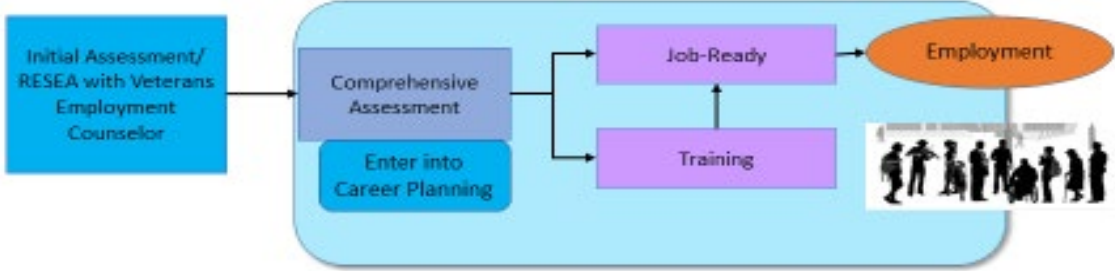 Initial Assessment/
RESEA with Veterans
Employment
Counselor
Comprehensive
Assessment
Enter into
Career Planning
Job-Ready
Training
Employment